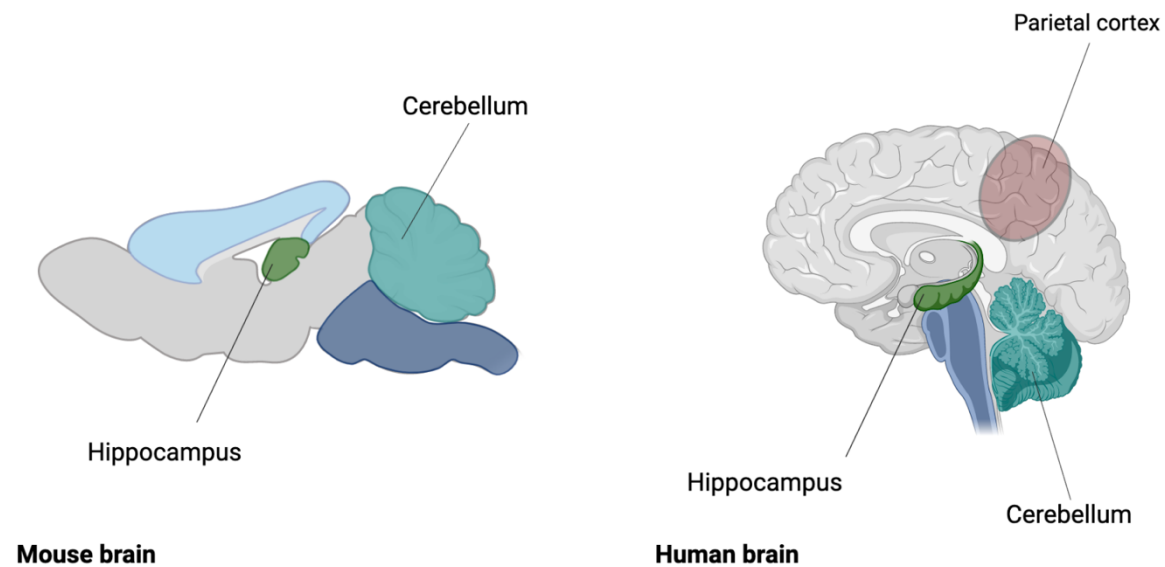 Parietal cortex
Cerebellum
Hippocampus
Hippocampus
Cerebellum
Mouse brain
Human brain